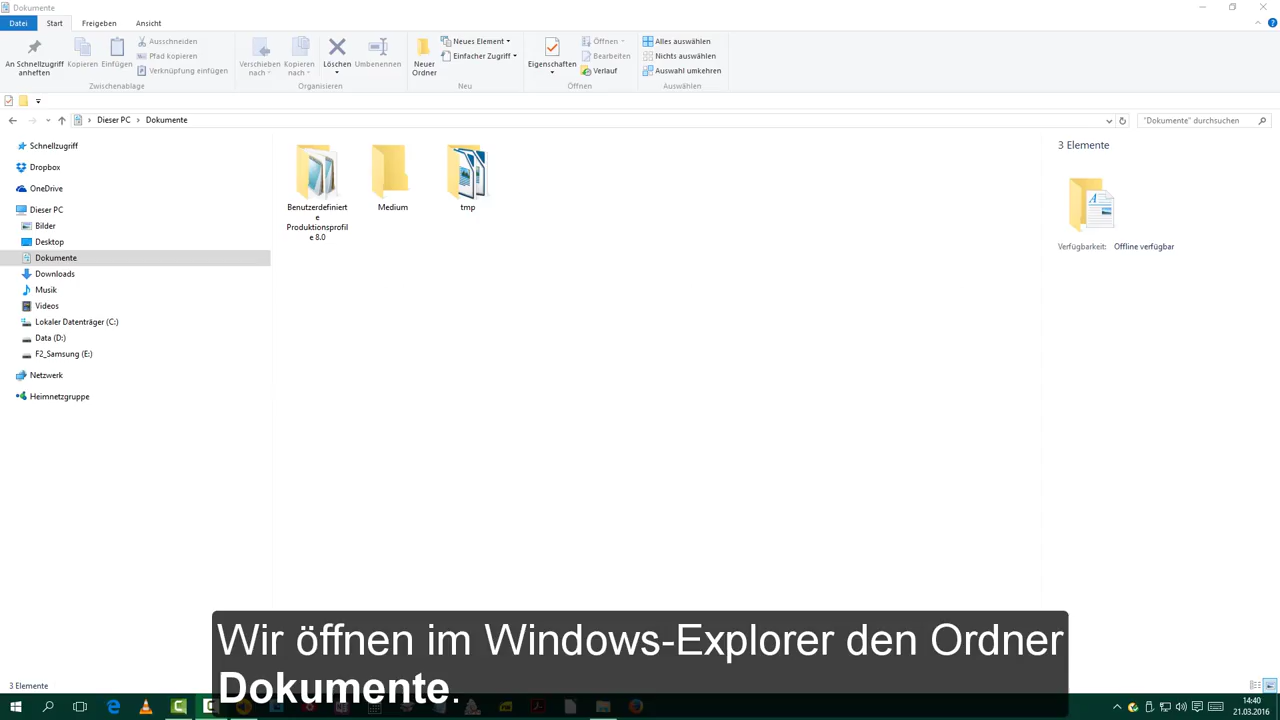 Dokumente
Datei Start Freigeben Ansicht
An Schnellzugriff
anheften
Kopieren
Einfügen
Ausschneiden
Pfad kopieren
Verknüpfung einfügen
Zwischenablage
Verschieben
nach
Kopieren
nach
Löschen
Umbenennen
Organisieren
Neuer
Ordner
Neues Element
Einfacher Zugriff
Neu
Eigenschaften
Öffnen
Bearbeiten
Verlauf
Öffnen
Alles auswählen
Nichts auswählen
Auswahl umkehren
Auswählen
Dieser PC > Dokumente
"Dokumente" durchsuchen
Schnellzugriff
Dropbox
OneDrive
Dieser PC
Bilder
Desktop
Dokumente
Downloads
Musik
Videos
Lokaler Datenträger (C:)
Data (D:)
F2_Samsung (E:)
Netzwerk
Heimnetzgruppe
Benutzerdefiniert
e
Produktionsprofil
e 8.0
Medium
tmp
3 Elemente
Verfügbarkeit: Offline verfügbar
Wir öffnen im Windows-Explorer den Ordner
Dokumente.
3 Elemente
14:40
21.03.2016